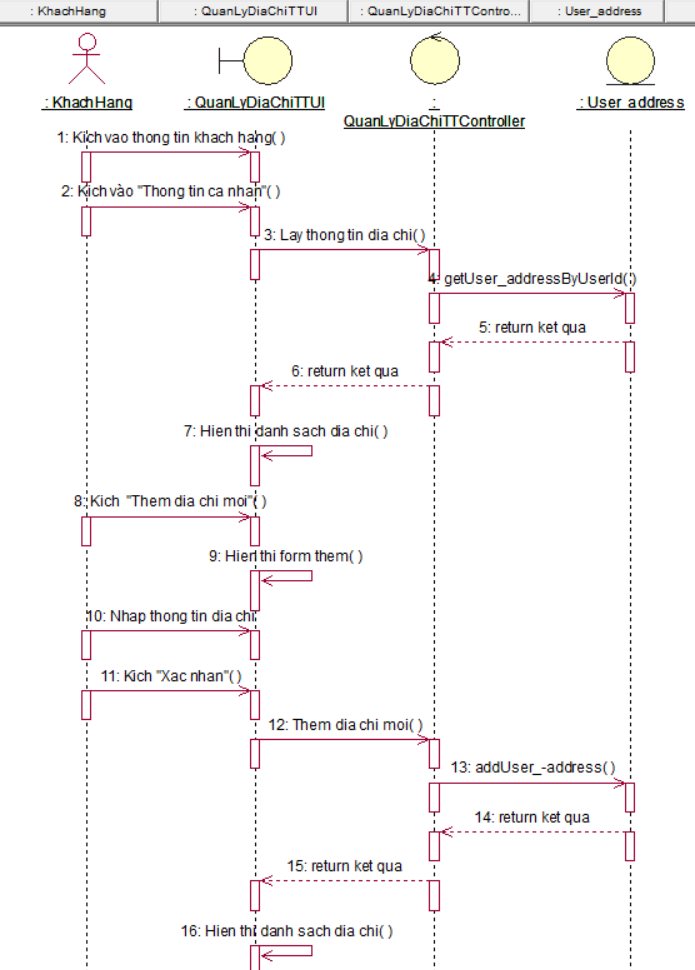 : KhachHang
: QuanLyDiaChiTTUI
: QuanLyDiaChiTTContro...
: User_address
: KhachHang
: QuanLyDiaChiTTUI
:
QuanLyDiaChiTTController
: User address
1: Kich vao thong tin khach hang( )
2: Kich vào "Thong tin ca nhan"( )
3: Lay thong tin dia chi( )
4: getUser_addressByUserId( )
5: return ket qua
6: return ket qua
7: Hien thi danh sach dia chi( )
8: Kich "Them dia chi moi"( )
9: Hien thi form them( )
10: Nhap thong tin dia chi
11: Kich "Xac nhan"( )
12: Them dia chi moi( )
13: addUser_-address( )
14: return ket qua
15: return ket qua
16: Hien thi danh sach dia chi( )